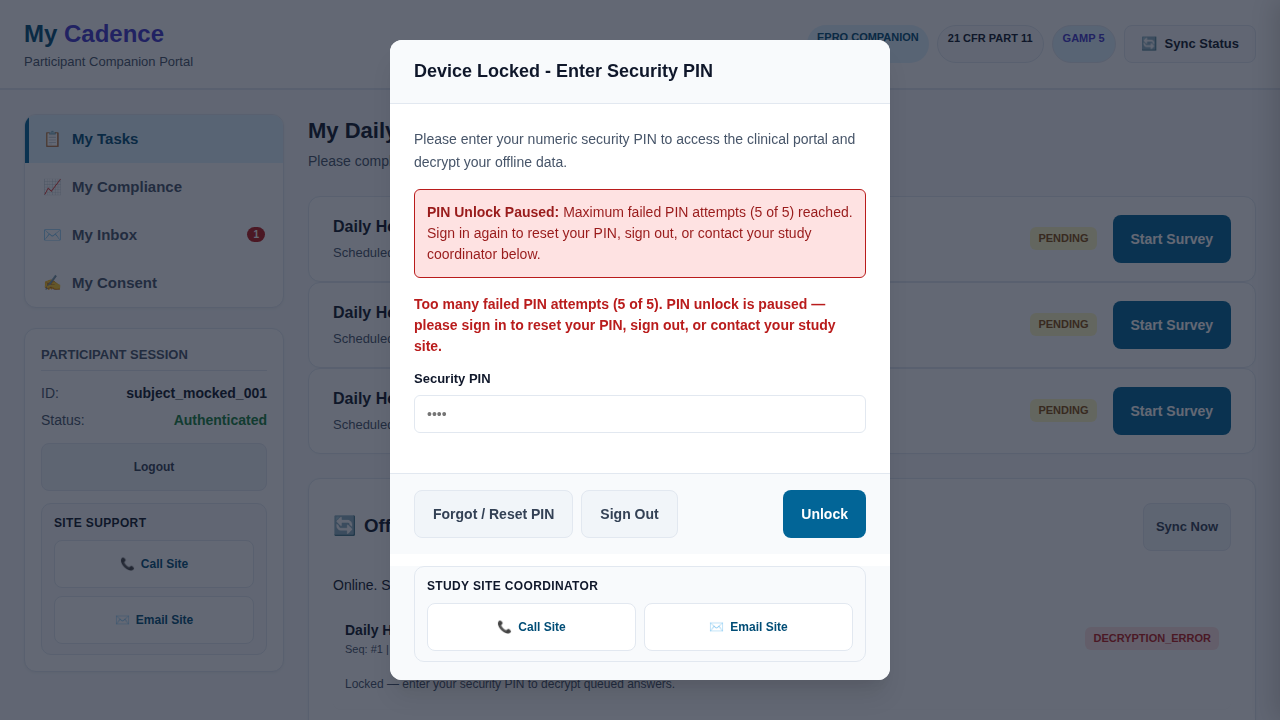 My Cadence
Participant Companion Portal
EPRO COMPANION
21 CFR PART 11
GAMP 5
Sync Status
My Tasks
My Compliance
My Inbox
1
My Consent
PARTICIPANT SESSION
ID: subject_mocked_001
Status: Authenticated
Logout
SITE SUPPORT
Call Site
Email Site
My Daily
Please comp
Scheduled
PENDING
Start Survey
Scheduled
PENDING
Start Survey
Scheduled
PENDING
Start Survey
Sync Now
Online. S
Seq: #1 |
DECRYPTION_ERROR
Locked — enter your security PIN to decrypt queued answers.
Device Locked - Enter Security PIN
Please enter your numeric security PIN to access the clinical portal and
decrypt your offline data.
PIN Unlock Paused: Maximum failed PIN attempts (5 of 5) reached.
Sign in again to reset your PIN, sign out, or contact your study
coordinator below.
Too many failed PIN attempts (5 of 5). PIN unlock is paused —
please sign in to reset your PIN, sign out, or contact your study
site.
Security PIN
••••
Forgot / Reset PIN
Sign Out
Unlock
STUDY SITE COORDINATOR
Call Site
Email Site